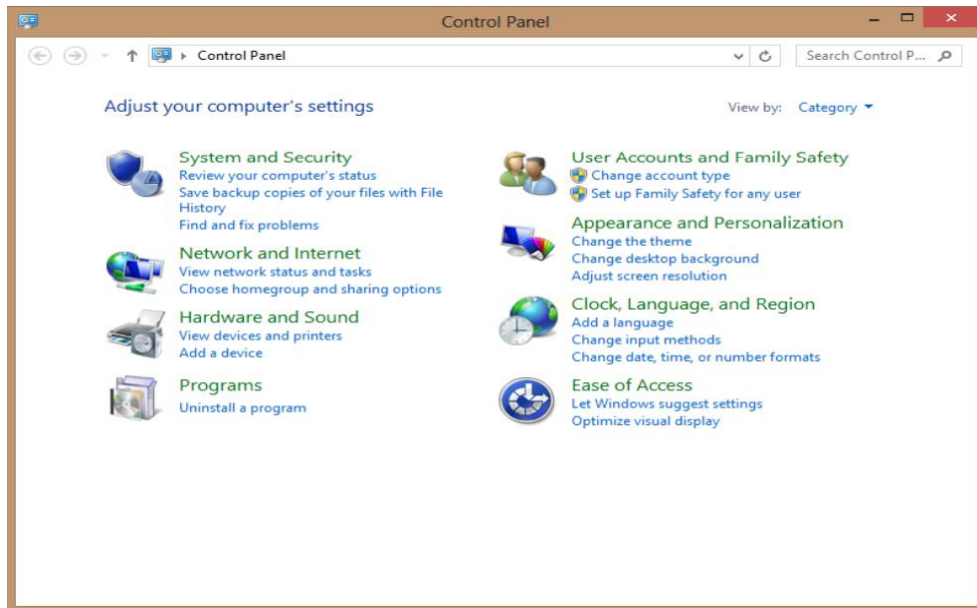 Control Panel
Control Panel
Search Control P...
Adjust your computer's settings
View by: Category
System and Security
Review your computer's status
Save backup copies of your files with File
History
Find and fix problems
Network and Internet
View network status and tasks
Choose homegroup and sharing options
Hardware and Sound
View devices and printers
Add a device
Programs
Uninstall a program
User Accounts and Family Safety
Change account type
Set up Family Safety for any user
Appearance and Personalization
Change the theme
Change desktop background
Adjust screen resolution
Clock, Language, and Region
Add a language
Change input methods
Change date, time, or number formats
Ease of Access
Let Windows suggest settings
Optimize visual display